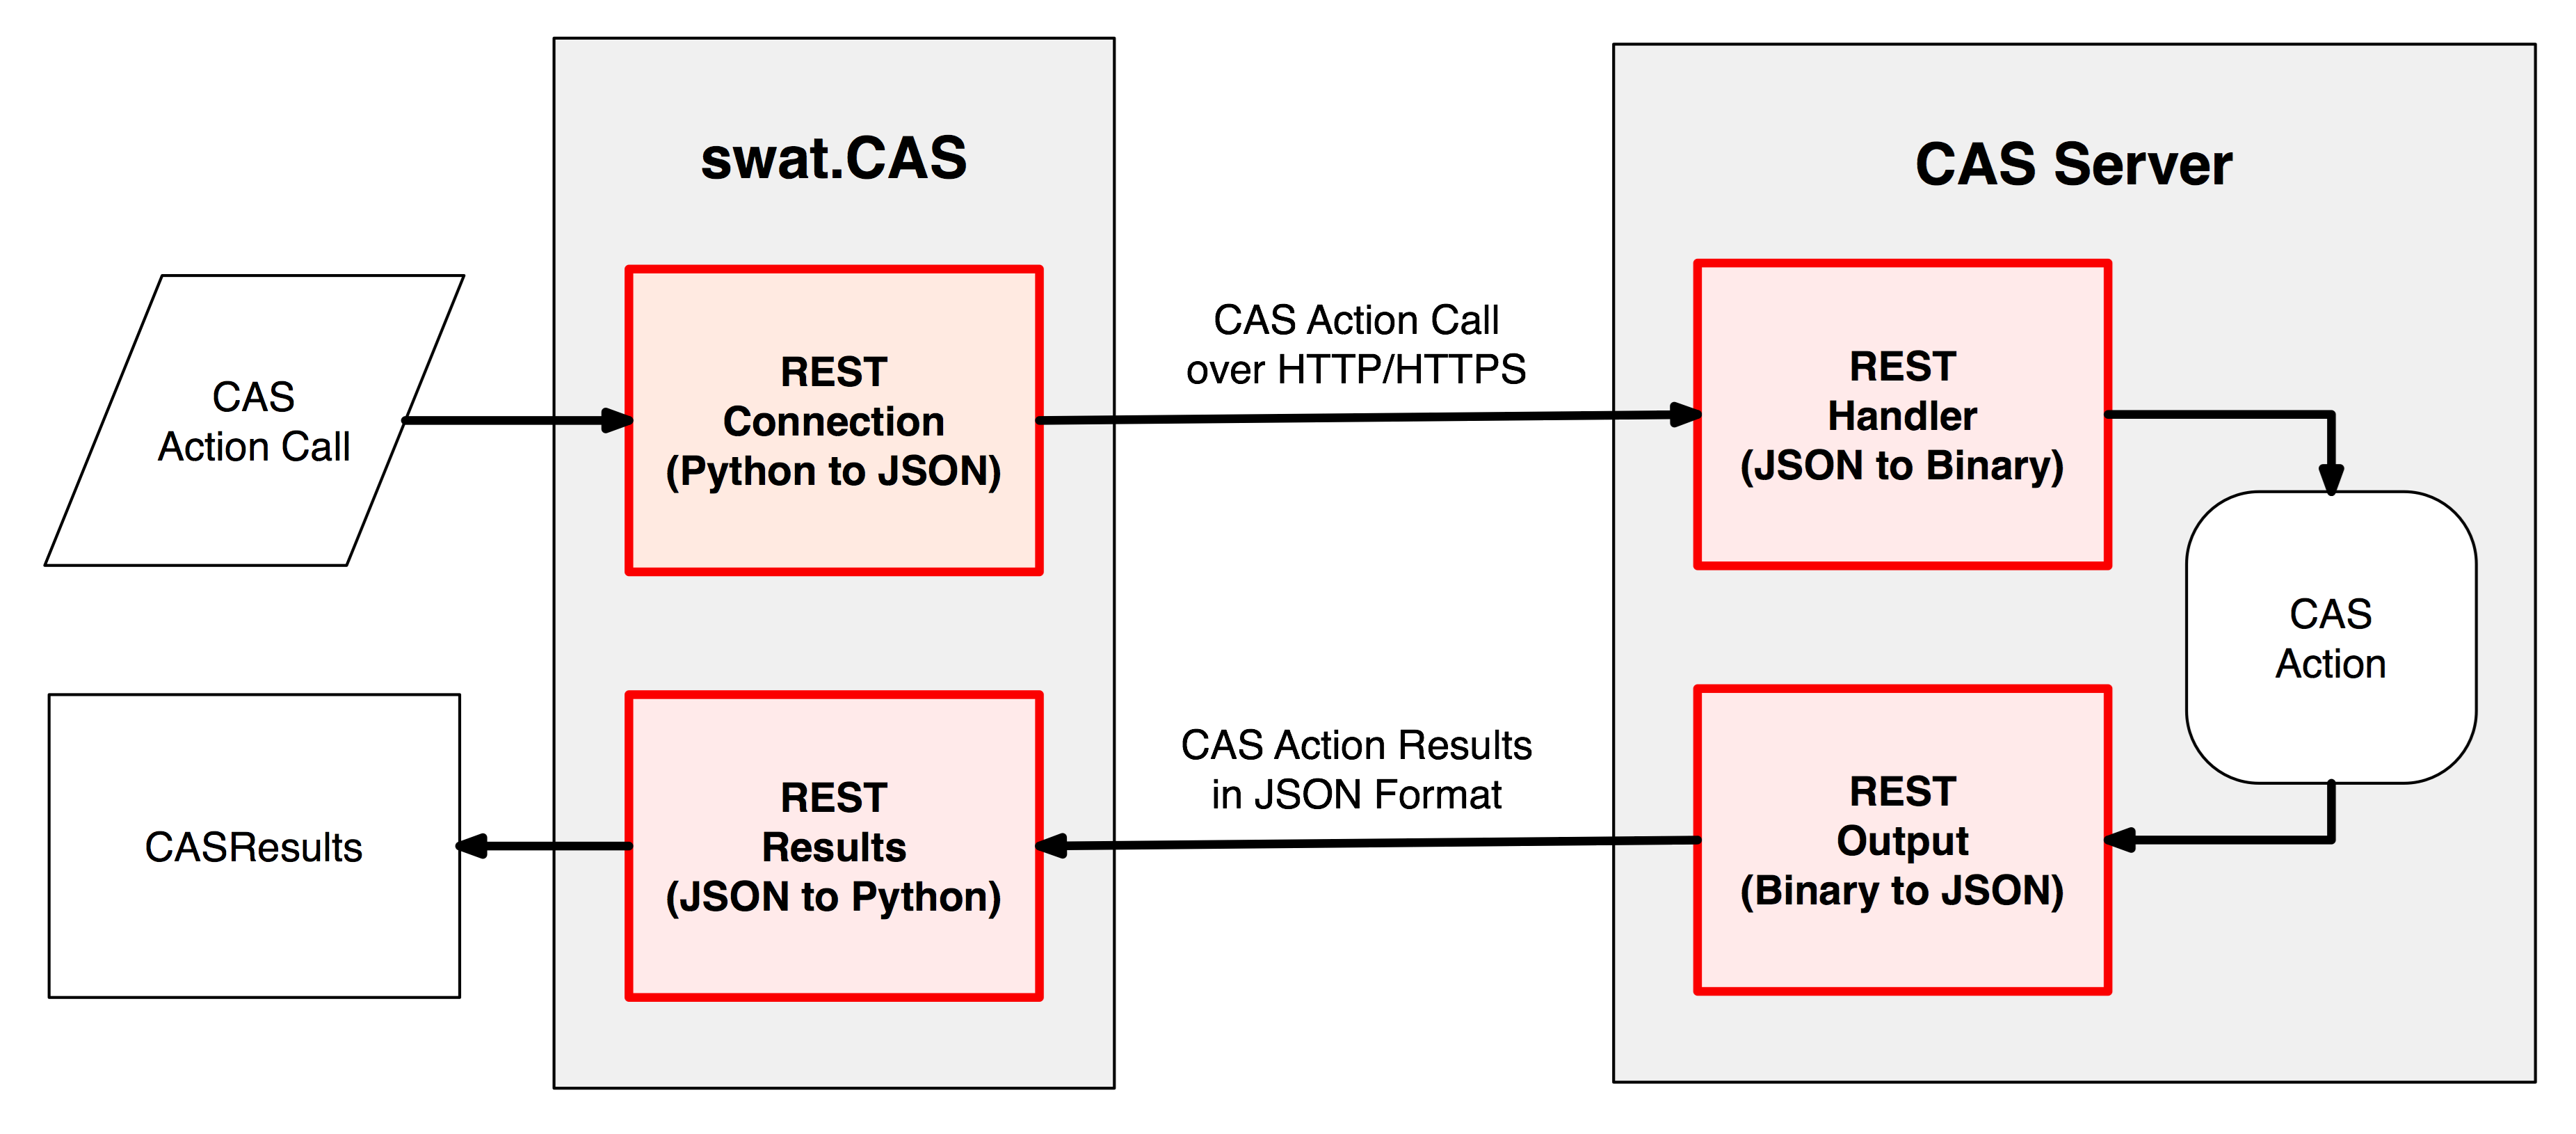 swat.CAS
CAS Server
CAS
Action Call
REST
Connection
(Python to JSON)
CAS Action Call
over HTTP/HTTPS
REST
Handler
(JSON to Binary)
CAS
Action
CASResults
REST
Results
(JSON to Python)
CAS Action Results
in JSON Format
REST
Output
(Binary to JSON)